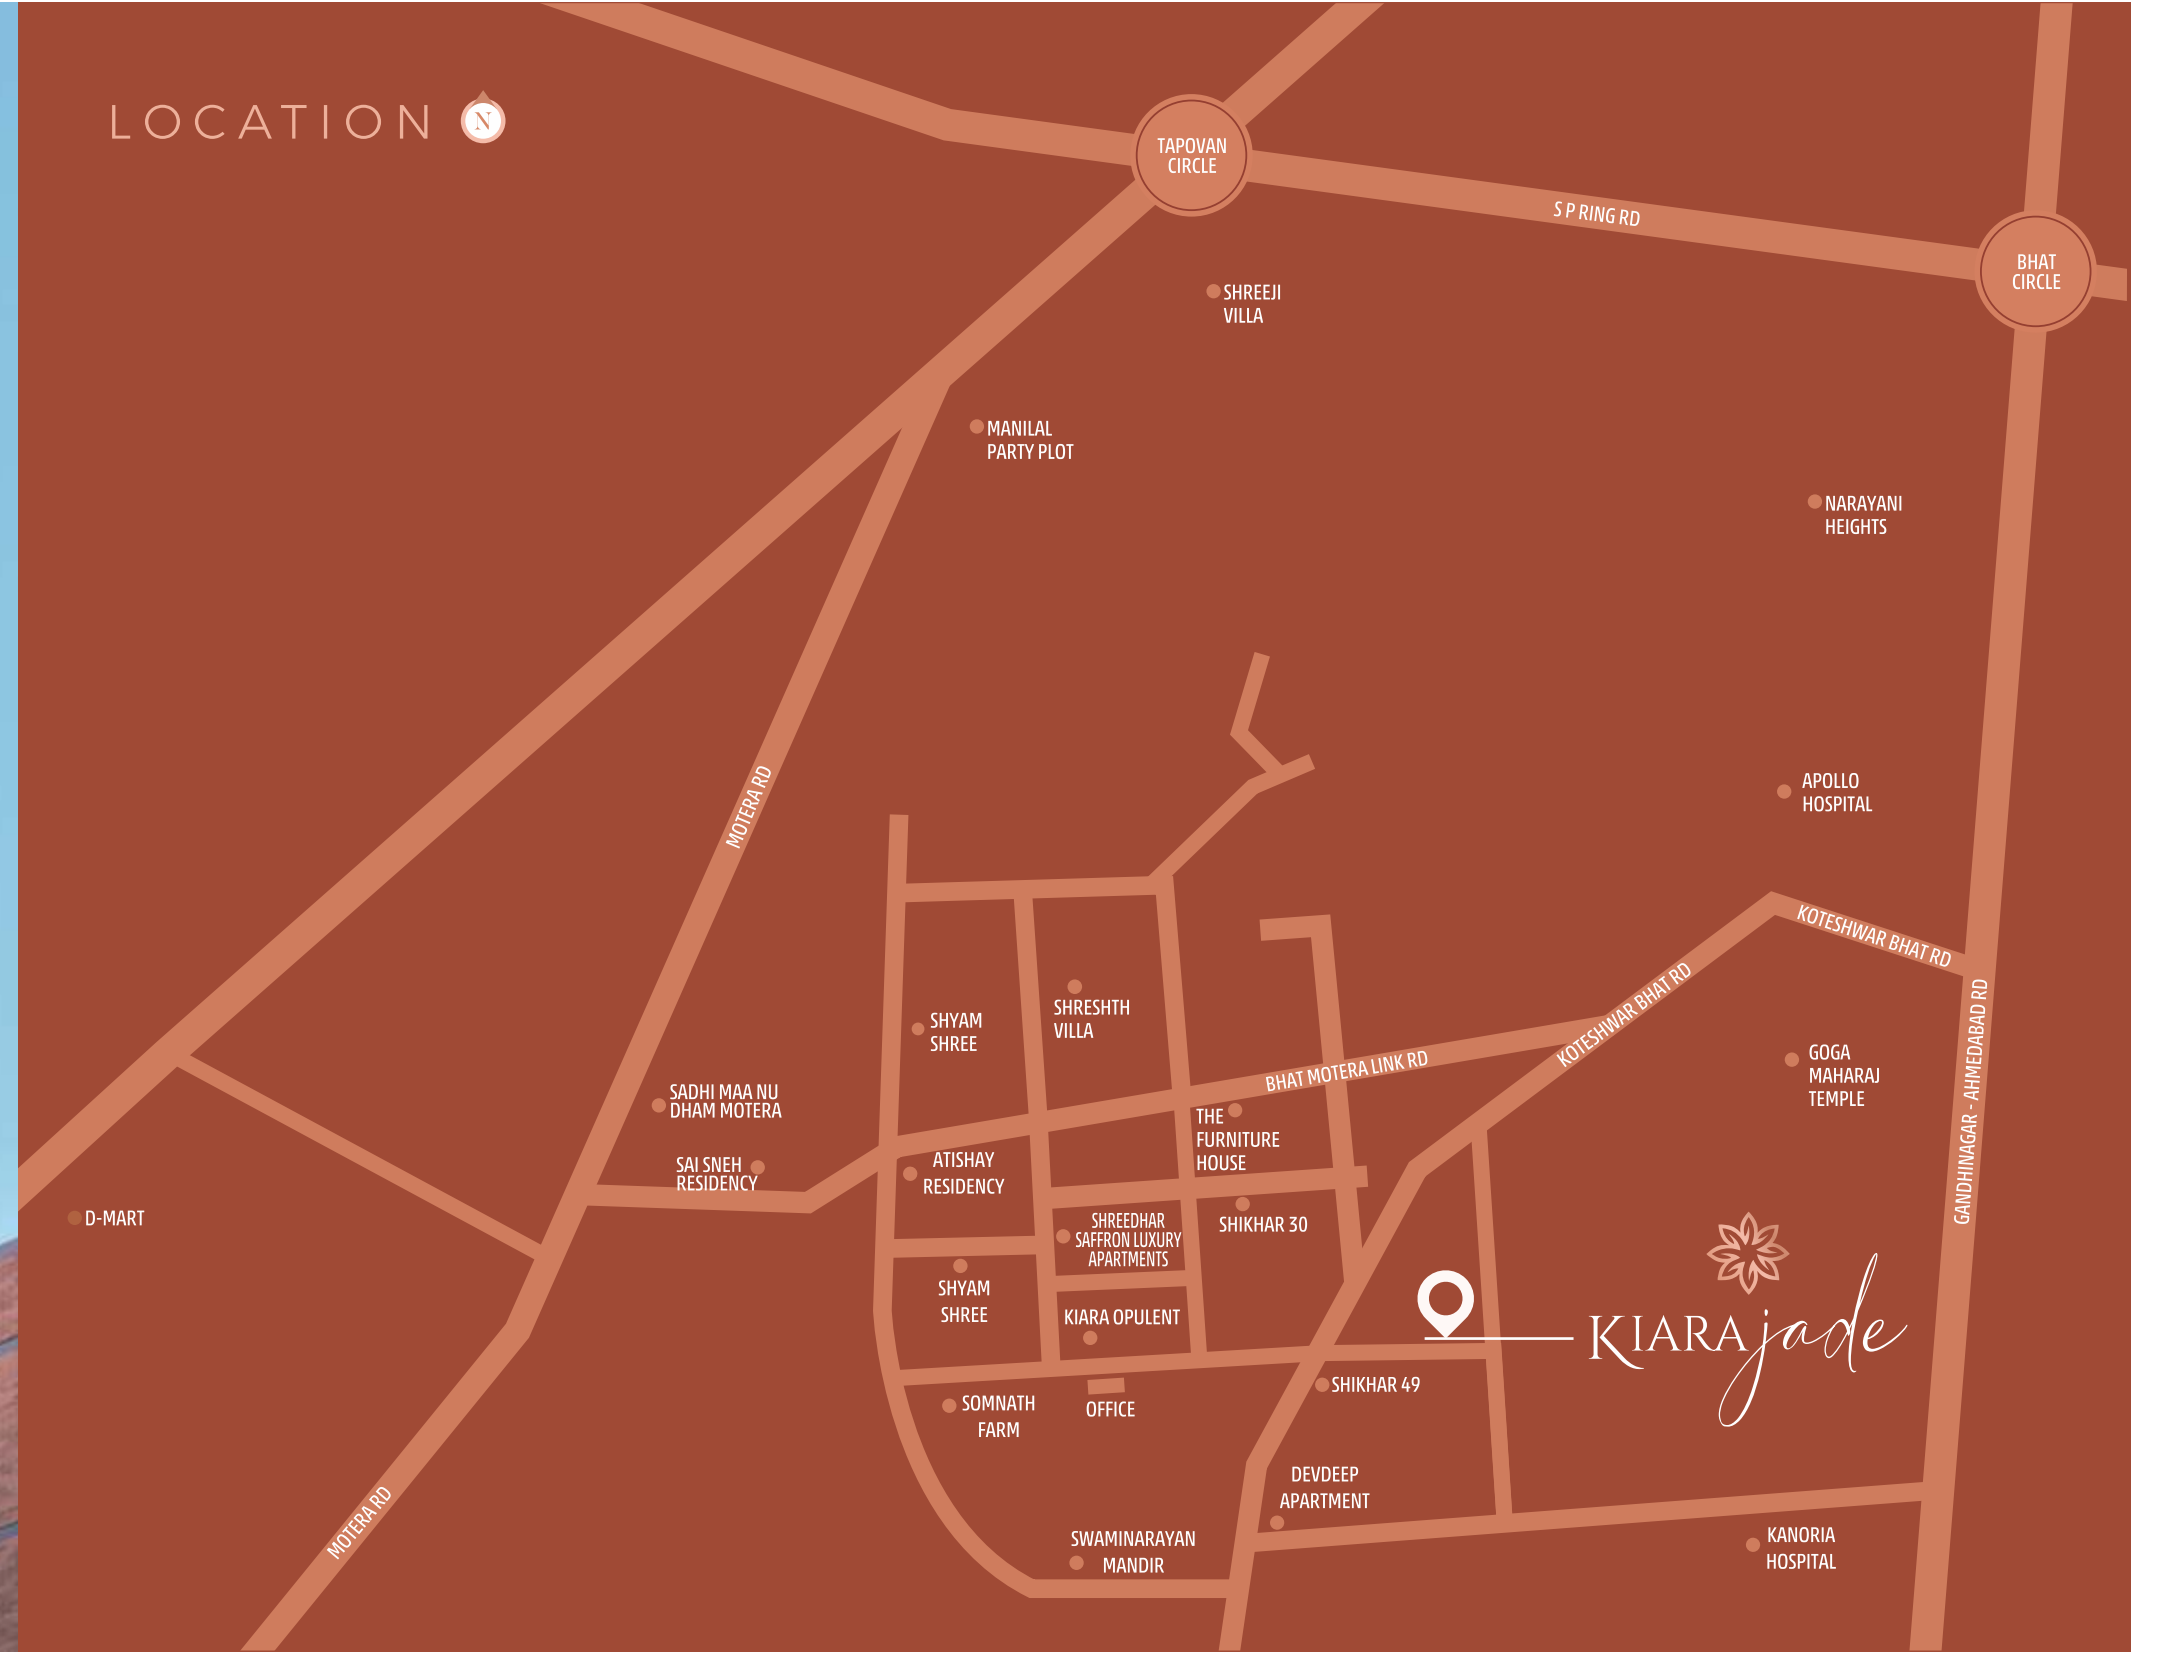 LOCATION
N
TAPOVAN
CIRCLE
S P RING RD
BHAT
CIRCLE
SHREEJI
VILLA
MANILAL
PARTY PLOT
NARAYANI
HEIGHTS
MOTERA RD
APOLLO
HOSPITAL
KOTESHWAR BHAT RD
KOTESHWAR BHAT RD
GANDHINAGAR - AHMEDABAD RD
SHRESHTH
VILLA
SHYAM
SHREE
BHAT MOTERA LINK RD
GOGA
MAHARAJ
TEMPLE
SADHI MAA NU
DHAM MOTERA
THE
FURNITURE
HOUSE
SAI SNEH
RESIDENCY
ATISHAY
RESIDENCY
D-MART
SHREEDHAR
SAFFRON LUXURY
APARTMENTS
SHIKHAR 30
SHYAM
SHREE
KIARA OPULENT
KIARA jade
SHIKHAR 49
SOMNATH
FARM
OFFICE
DEVDEEP
APARTMENT
MOTERA RD
SWAMINARAYAN
MANDIR
KANORIA
HOSPITAL